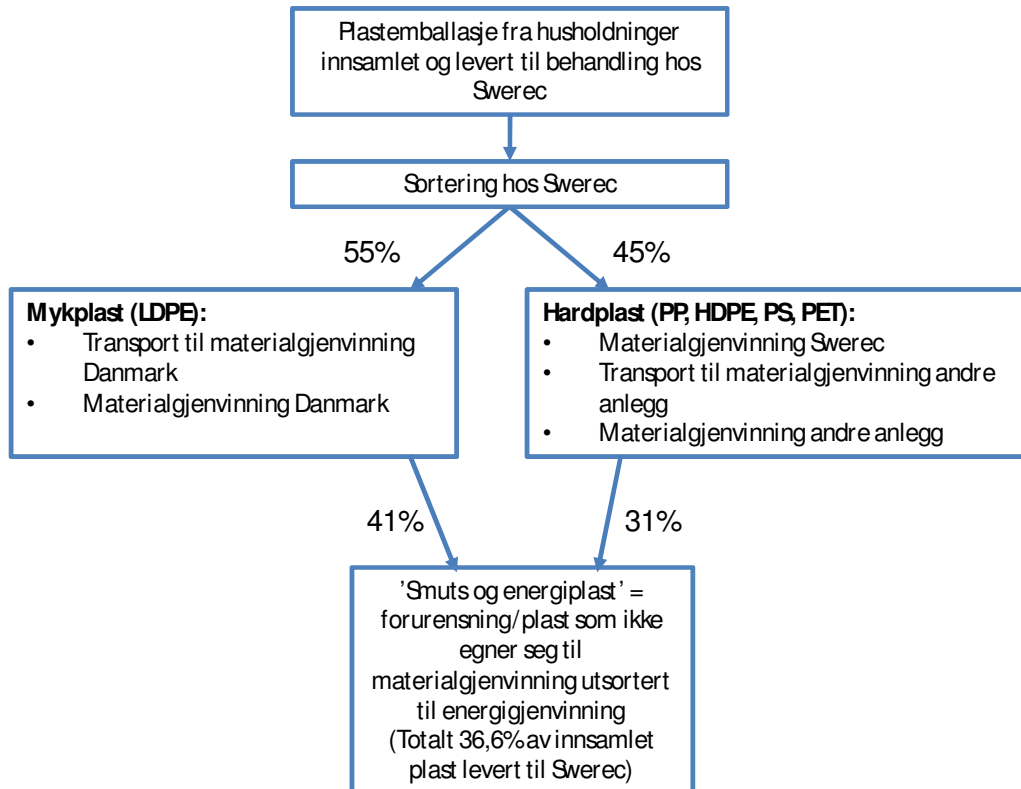 Plastemballasje fra husholdninger
innsamlet og levert til behandling hos
Swerec
Sortering hos Swerec
55%
45%
Mykplast (LDPE):
• Transport til materialgjenvinning
Danmark
• Materialgjenvinning Danmark
Hardplast (PP, HDPE, PS, PET):
• Materialgjenvinning Swerec
• Transport til materialgjenvinning andre
anlegg
• Materialgjenvinning andre anlegg
41%
31%
’Smuts og energiplast’ =
forurensning/plast som ikke
egner seg til
materialgjenvinning utsortert
til energigjenvinning
(Totalt 36,6% av innsamlet
plast levert til Swerec)